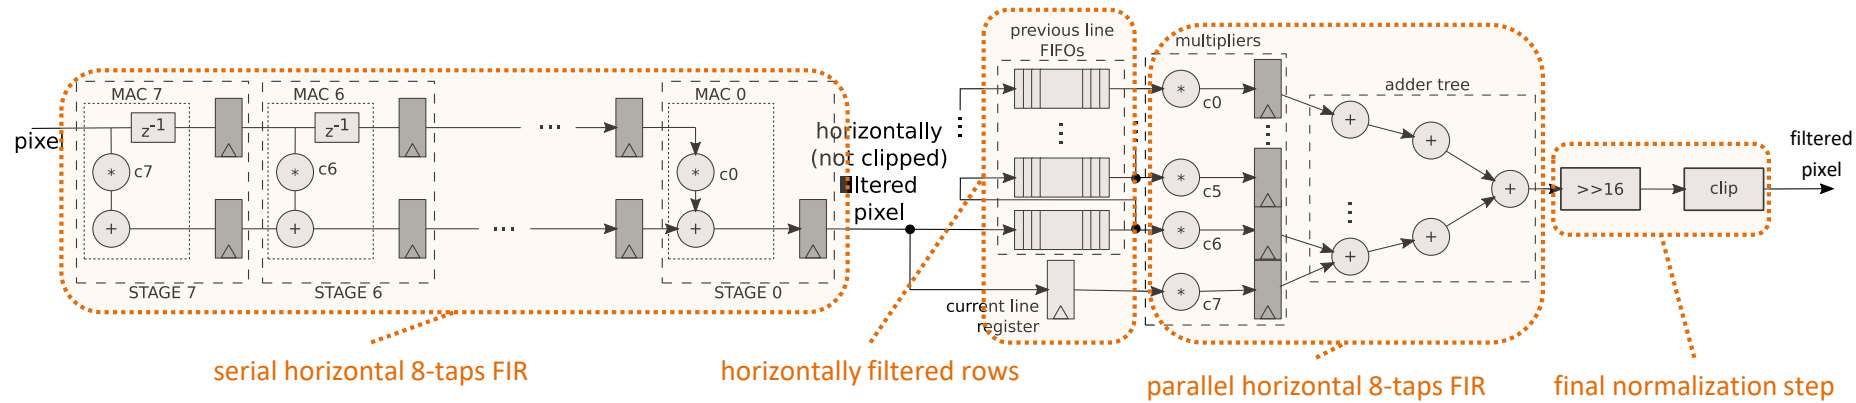 pixel
MAC 7
z-1
*
c7
+
STAGE 7
MAC 6
z-1
*
c6
+
STAGE 6
...
...
MAC 0
*
c0
+
STAGE 0
serial horizontal 8-taps FIR
horizontally
(not clipped)
filtered
pixel
previous line
FIFOs
current line
register
horizontally filtered rows
multipliers
*
c0
*
c5
*
c6
*
c7
adder tree
+
+
+
+
+
parallel horizontal 8-taps FIR
>>16
clip
final normalization step
filtered
pixel